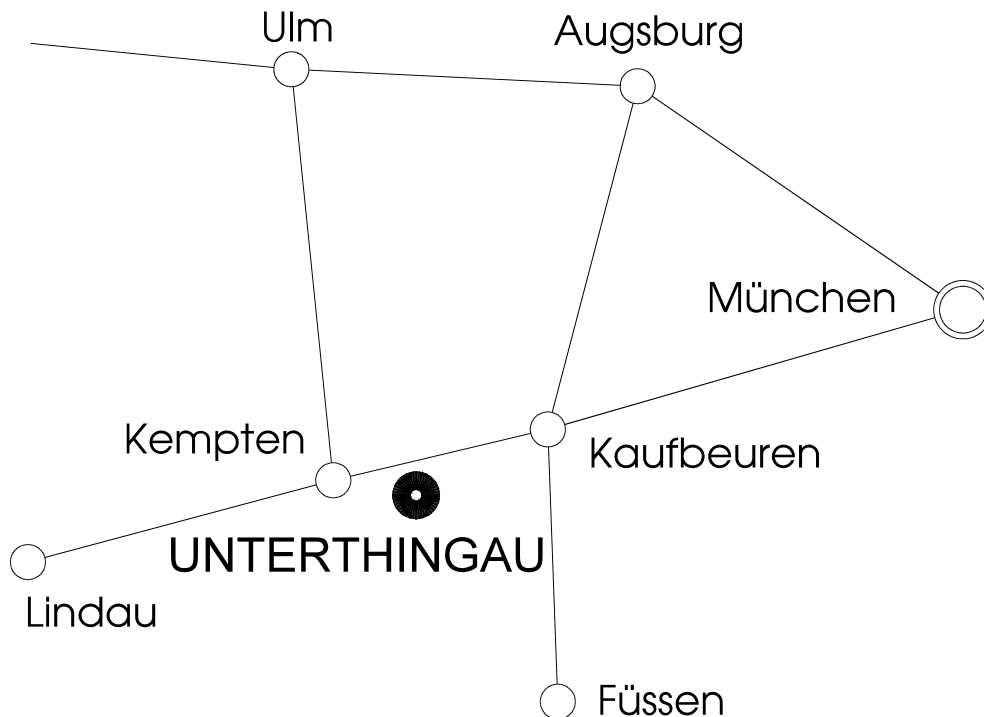 Ulm
Augsburg
München
Kempten
Kaufbeuren
UNTERTHINGAU
Lindau
Füssen